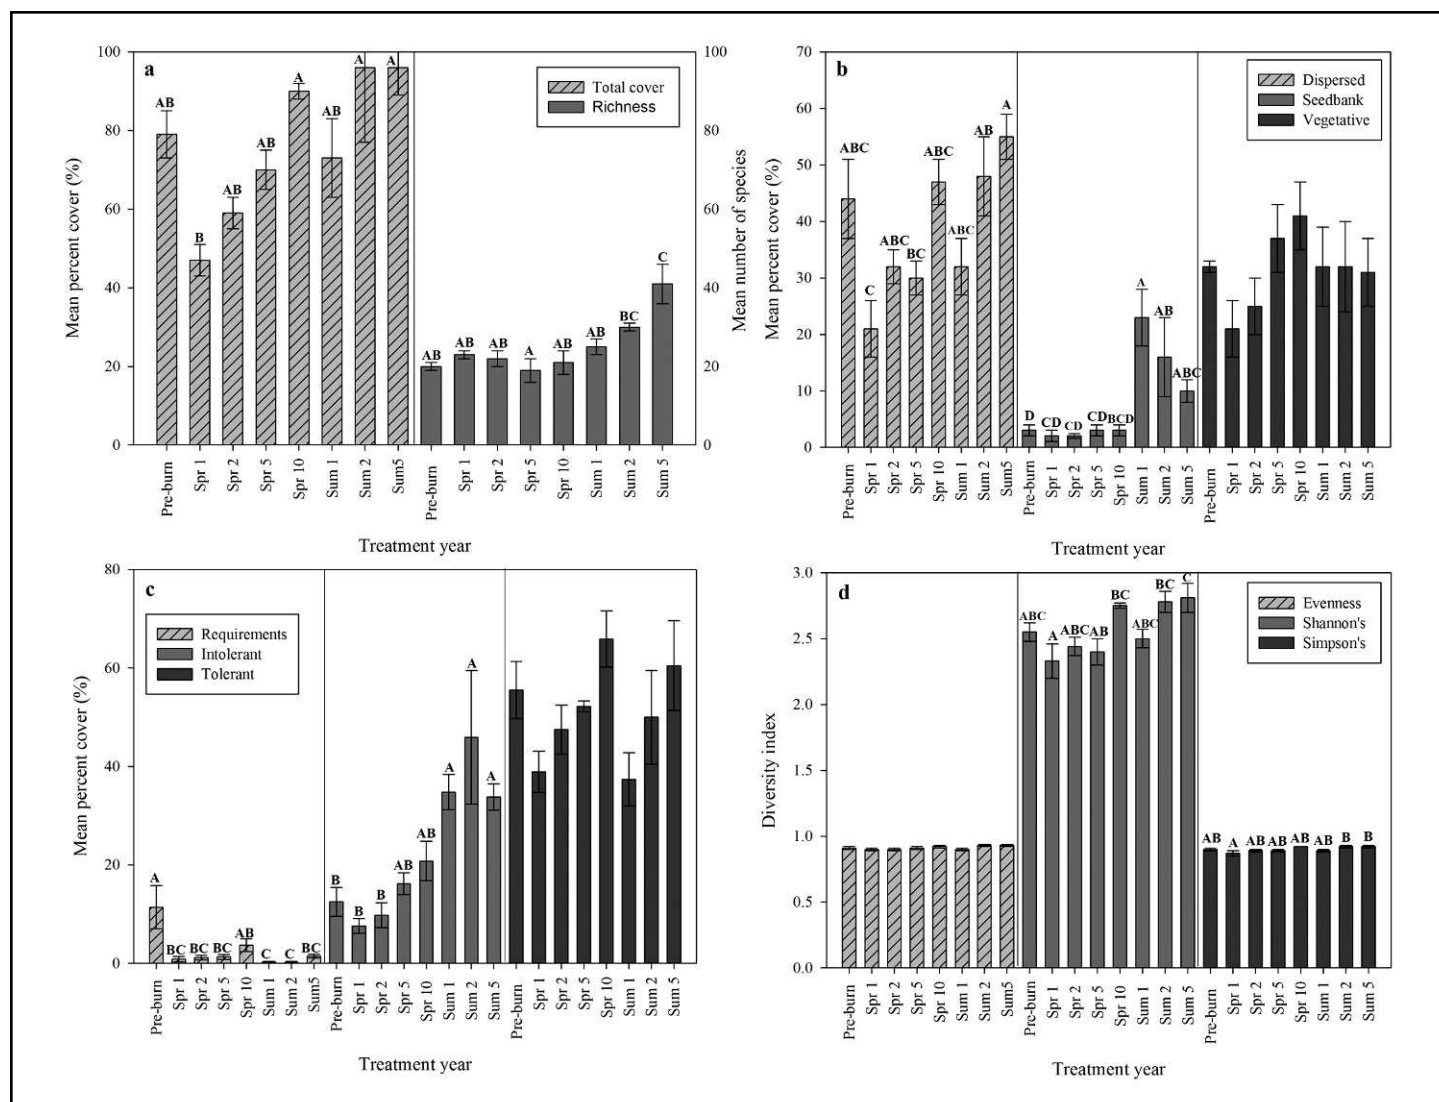 a
Total cover
Richness
Mean percent cover (%)
100
80
60
40
20
0
AB
B
AB
AB
A
AB
A
A
AB
AB
AB
A
AB
AB
BC
C
100
80
60
40
20
0
Mean number of species
Pre-burn
Spr 1
Spr 2
Spr 5
Spr 10
Sum 1
Sum 2
Sum5
Pre-burn
Spr 1
Spr 2
Spr 5
Spr 10
Sum 1
Sum 2
Sum 5
Treatment year
b
Dispersed
Seedbank
Vegetative
Mean percent cover (%)
70
60
50
40
30
20
10
0
ABC
C
ABC
BC
ABC
ABC
AB
A
D
CD
CD
CD
BCD
A
AB
ABC
Pre-burn
Spr 1
Spr 2
Spr 5
Spr 10
Sum 1
Sum 2
Sum5
Pre-burn
Spr 1
Spr 2
Spr 5
Spr 10
Sum 1
Sum 2
Sum 5
Pre-burn
Spr 1
Spr 2
Spr 5
Spr 10
Sum 1
Sum 2
Sum 5
Treatment year
c
Requirements
Intolerant
Tolerant
Mean percent cover (%)
80
60
40
20
0
A
BC
BC
BC
AB
C
C
BC
B
B
B
AB
AB
A
A
A
Pre-burn
Spr 1
Spr 2
Spr 5
Spr 10
Sum 1
Sum 2
Sum5
Pre-burn
Spr 1
Spr 2
Spr 5
Spr 10
Sum 1
Sum 2
Sum 5
Pre-burn
Spr 1
Spr 2
Spr 5
Spr 10
Sum 1
Sum 2
Sum 5
Treatment year
d
Evenness
Shannon's
Simpson's
Diversity index
3.0
2.5
2.0
1.5
1.0
0.5
0.0
ABC
A
ABC
AB
BC
ABC
BC
C
AB
A
AB
AB
AB
AB
B
B
Pre-burn
Spr 1
Spr 2
Spr 5
Spr 10
Sum 1
Sum 2
Sum5
Pre-burn
Spr 1
Spr 2
Spr 5
Spr 10
Sum 1
Sum 2
Sum 5
Pre-burn
Spr 1
Spr 2
Spr 5
Spr 10
Sum 1
Sum 2
Sum 5
Treatment year